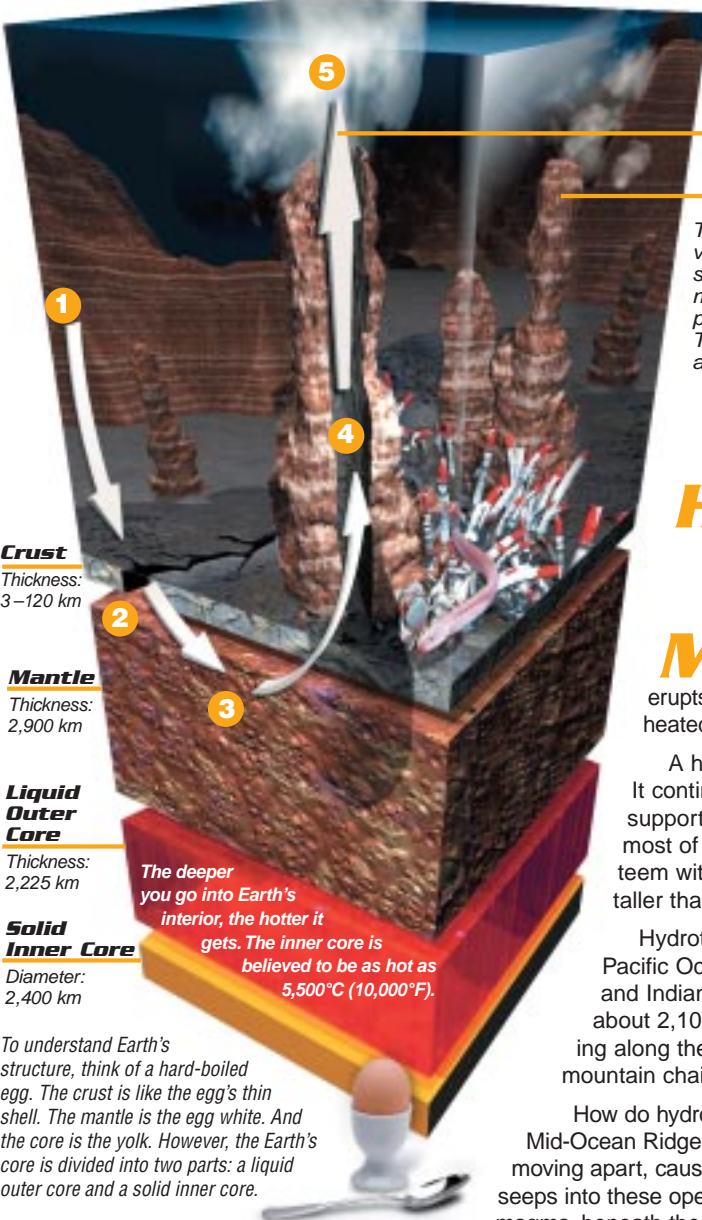 5
1
4
Crust
Thickness:
3–120 km
2
3
Mantle
Thickness:
2,900 km
Liquid
Outer
Core
Thickness:
2,225 km
Solid
Inner Core
Diameter:
2,400 km
The deeper
you go into Earth's
interior, the hotter it
gets. The inner core is
believed to be as hot as
5,500°C (10,000°F).
To understand Earth's
structure, think of a hard-boiled
egg. The crust is like the egg's thin
shell. The mantle is the egg white. And
the core is the yolk. However, the Earth's
core is divided into two parts: a liquid
outer core and a solid inner core.
T
v
s
n
p
T
a
H
M
erupts
heated
A h
It contin
support
most of
teem wit
taller tha
Hydrot
Pacific Oc
and Indian
about 2,10
ing along the
mountain chai
How do hydro
Mid-Ocean Ridge
moving apart, caus
seeps into these ope